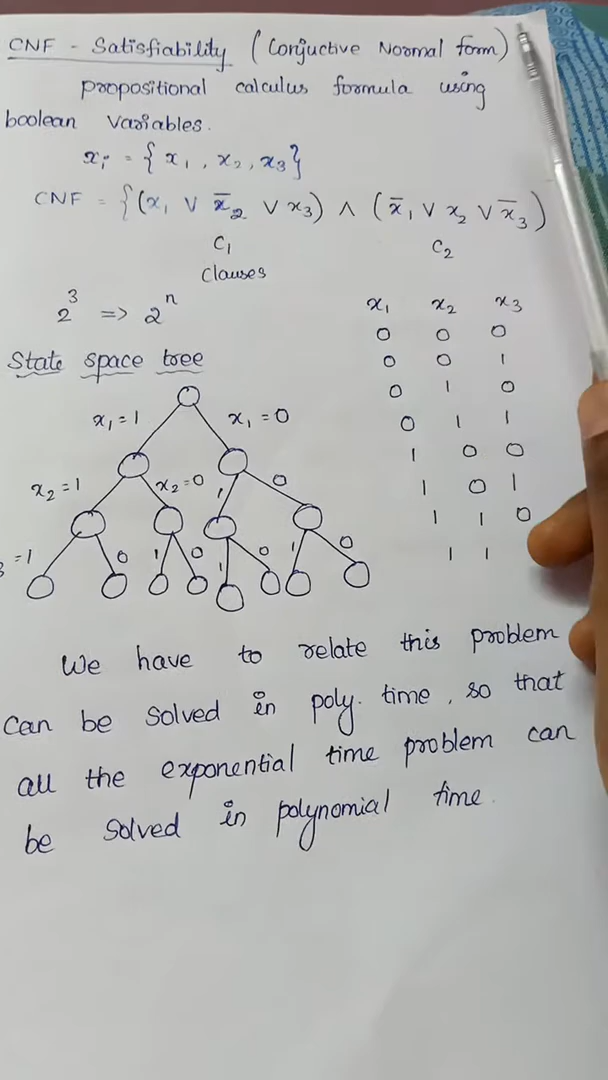 CNF - Satisfiability (Conjuctive Normal form)
propositional calculus formula using
boolean variables.
xᵢ = { x₁, x₂, x₃}
CNF = {(x₁ ∨ x̅₂ ∨ x₃) ∧ (x̅₁ ∨ x₂ ∨ x̅₃)
C₁ C₂
Clauses
2³ => 2ⁿ
x₁ x₂ x₃
0 0 0
0 0 1
0 1 0
0 1 1
1 0 0
1 0 1
1 1 0
1 1
State space tree
x₁=1 x₁=0
x₂=1 x₂=0 1 0
3=1 0 1 0 1 0 1 0
We have to relate this problem
can be solved in poly. time, so that
all the exponential time problem can
be solved in polynomial time.